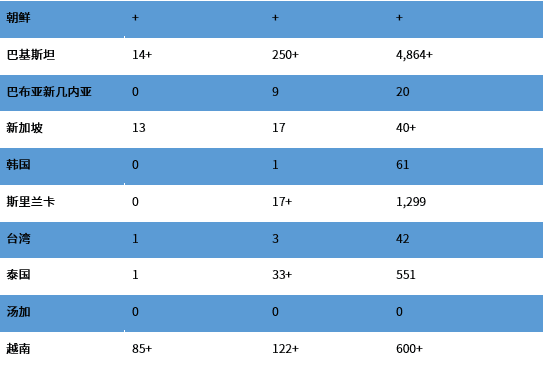 朝鲜 + + +
巴基斯坦 14+ 250+ 4,864+
巴布亚新几内亚 0 9 20
新加坡 13 17 40+
韩国 0 1 61
斯里兰卡 0 17+ 1,299
台湾 1 3 42
泰国 1 33+ 551
汤加 0 0 0
越南 85+ 122+ 600+